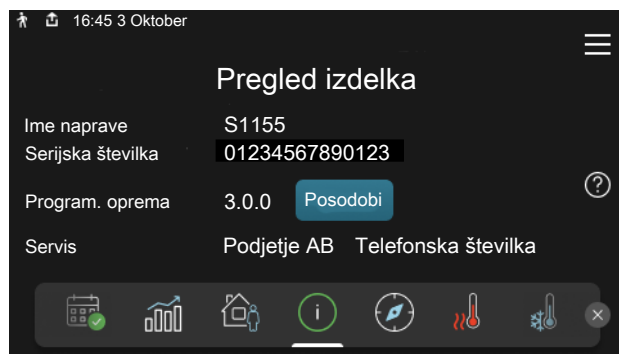 16:45 3 Oktober
Pregled izdelka
Ime naprave S1155
Serijska številka 01234567890123
Program. oprema 3.0.0 Posodobi
Servis Podjetje AB Telefonska številka